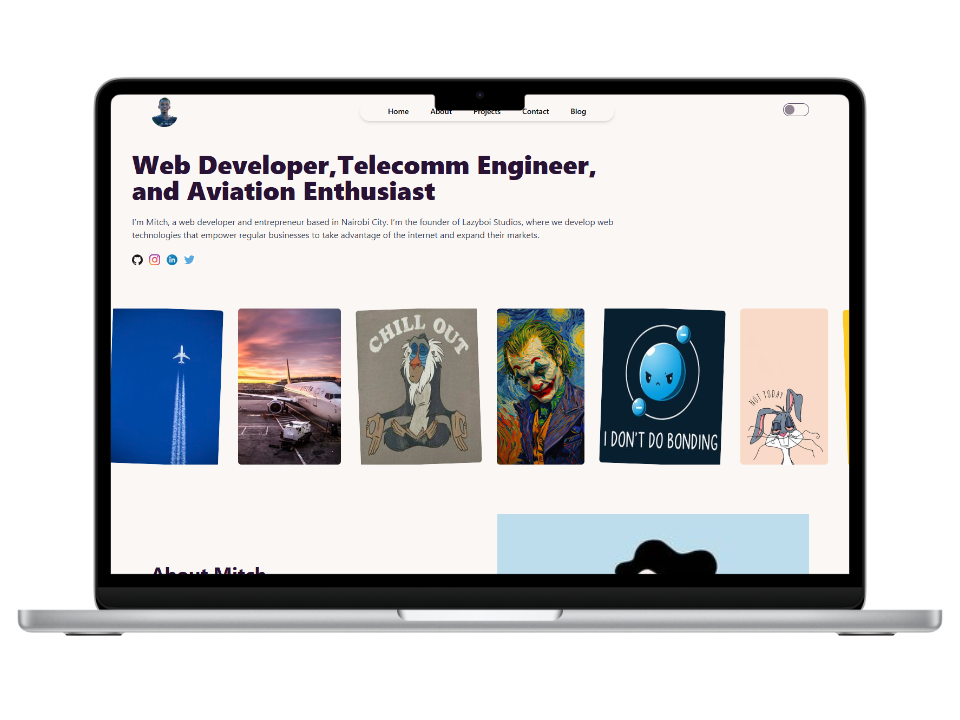 Home About Projects Contact Blog
Web Developer,Telecomm Engineer,
and Aviation Enthusiast
I'm Mitch, a web developer and entrepreneur based in Nairobi City. I'm the founder of Lazyboi Studios, where we develop web
technologies that empower regular businesses to take advantage of the internet and expand their markets.
in
CHILL OUT
I DON'T DO BONDING
NOT TODAY
About Mitch